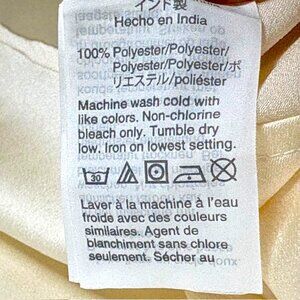 インド製
Hecho en India
100% Polyester/Polyester/
Polyester/Polyester/ポ
リエステル/poliéster
Machine wash cold with
like colors. Non-chlorine
bleach only. Tumble dry
low. Iron on lowest setting.
30
Laver à la machine à l'eau
froide avec des couleurs
similaires. Agent de
blanchiment sans chlore
seulement. Sécher au